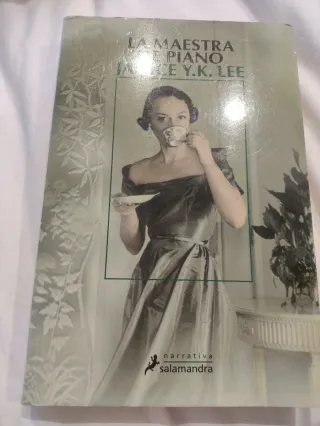 LA MAESTRA
PIANO
Y.K. LEE
narrativa
salamandra